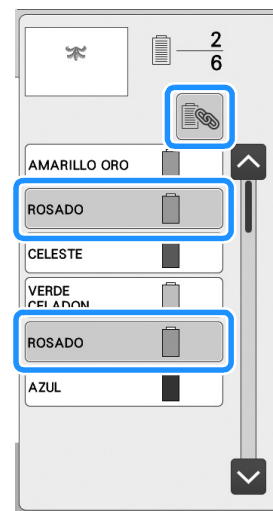 2
6
AMARILLO ORO
ROSADO
CELESTE
VERDE
CELADON
ROSADO
AZUL